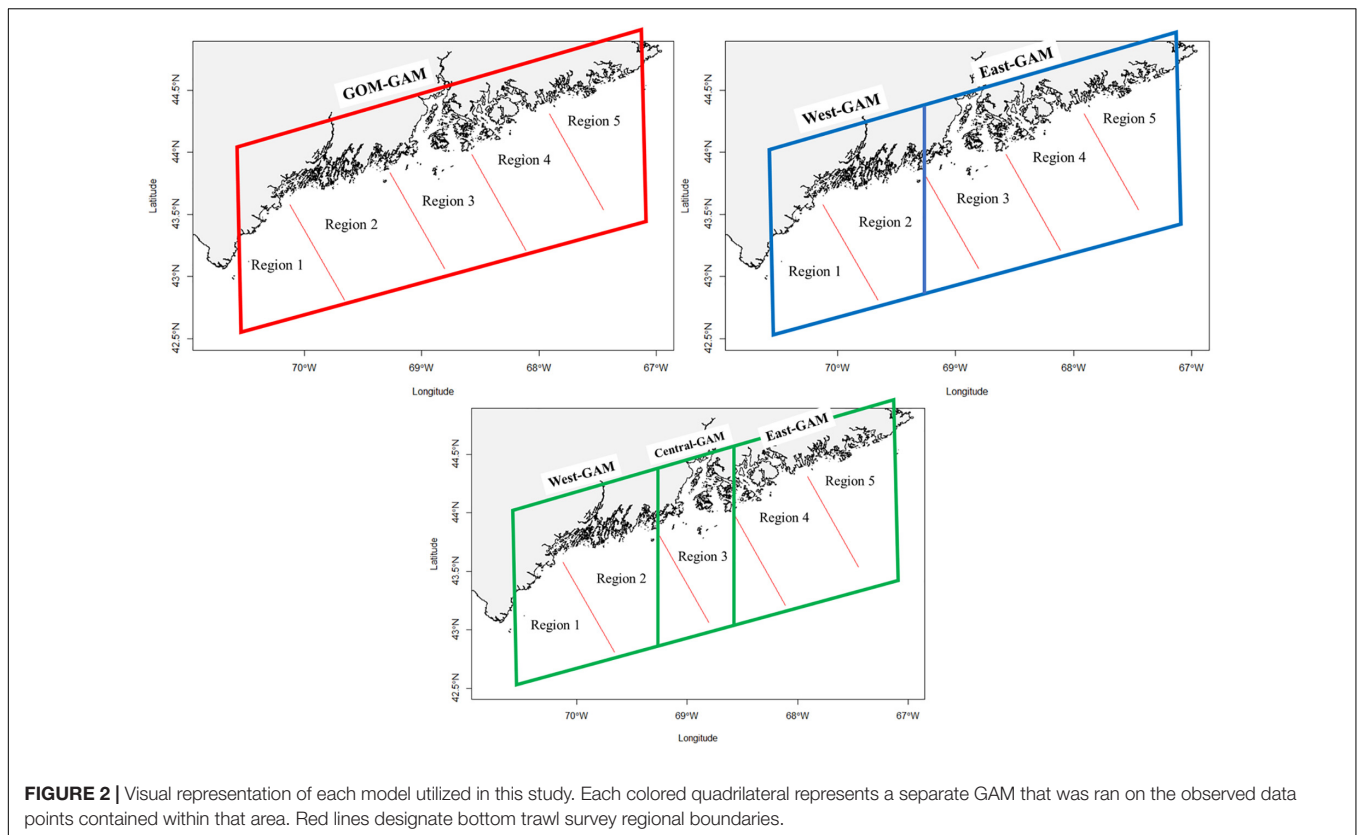 GOM-GAM
44.5°N
44°N
43.5°N
43°N
42.5°N
Latitude
Region 1
Region 2
Region 3
Region 4
Region 5
70°W
69°W
68°W
67°W
Longitude
West-GAM
East-GAM
44.5°N
44°N
43.5°N
43°N
42.5°N
Latitude
Region 1
Region 2
Region 3
Region 4
Region 5
70°W
69°W
68°W
67°W
Longitude
West-GAM
Central-GAM
East-GAM
44.5°N
44°N
43.5°N
43°N
42.5°N
Latitude
Region 1
Region 2
Region 3
Region 4
Region 5
70°W
69°W
68°W
67°W
Longitude
FIGURE 2 | Visual representation of each model utilized in this study. Each colored quadrilateral represents a separate GAM that was ran on the observed data
points contained within that area. Red lines designate bottom trawl survey regional boundaries.